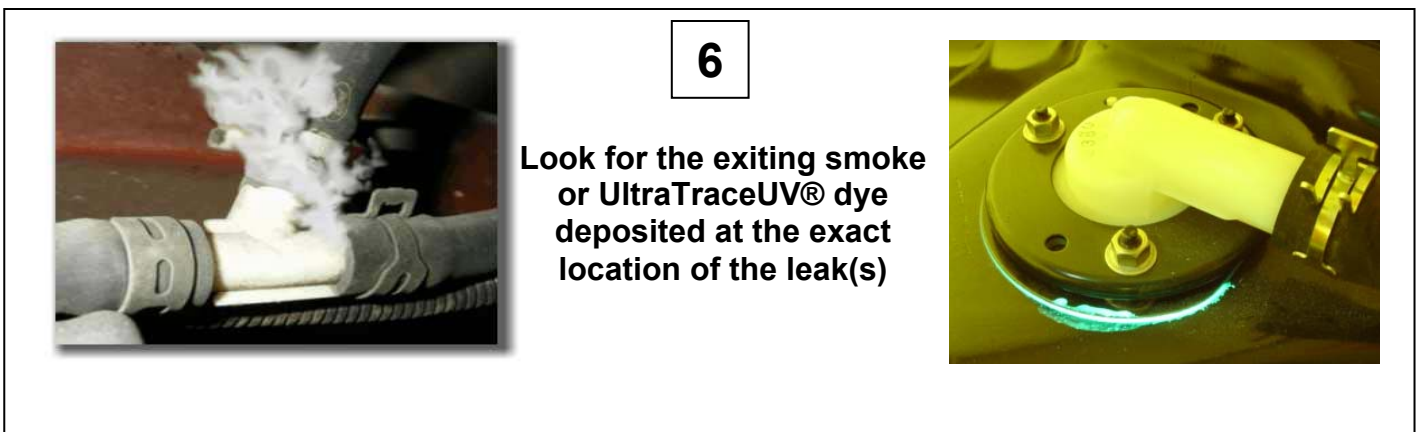 6
Look for the exiting smoke
or UltraTraceUV® dye
deposited at the exact
location of the leak(s)